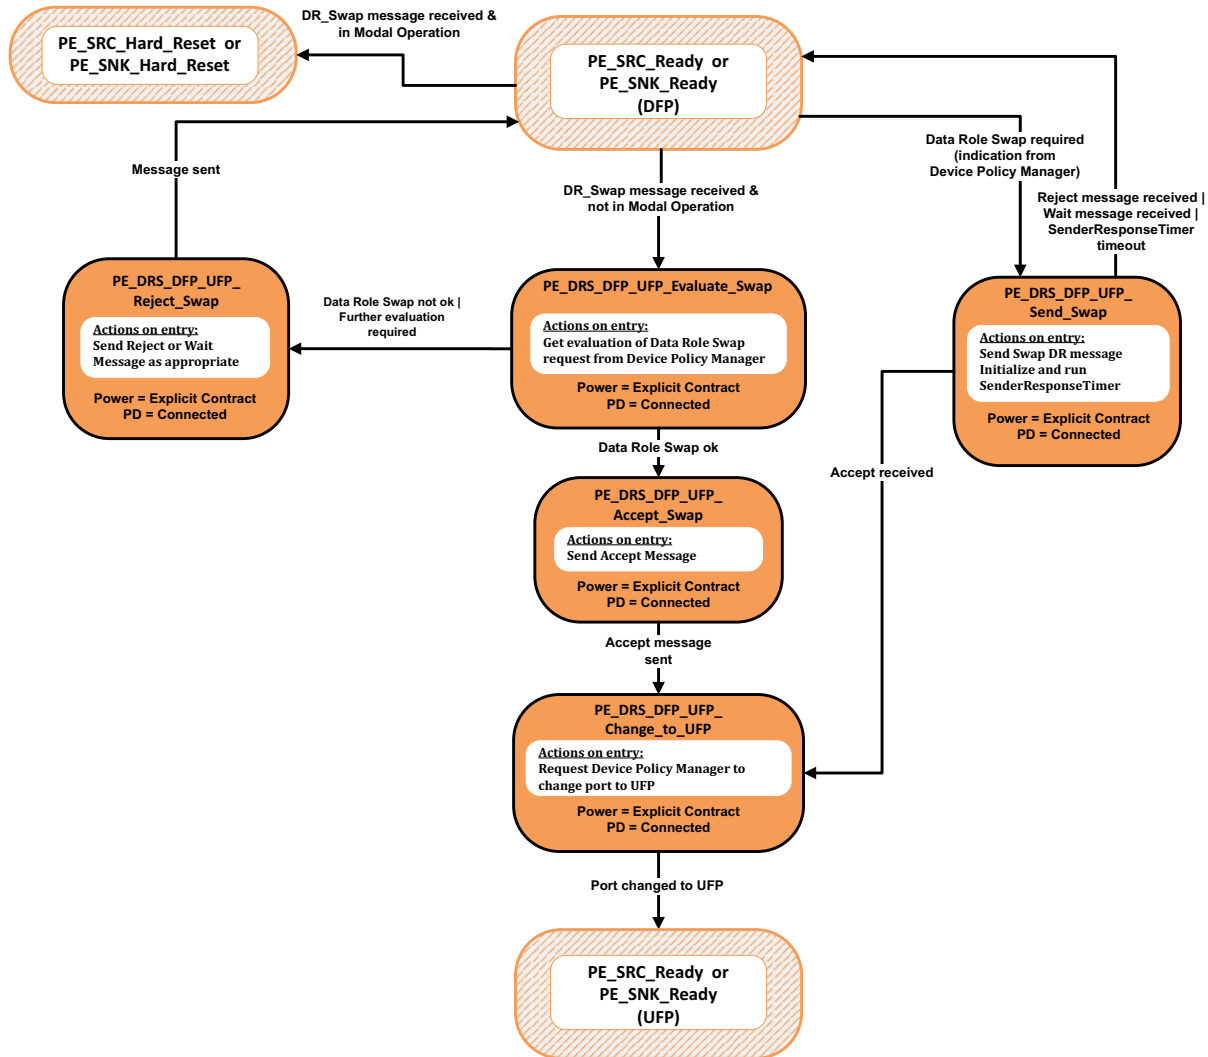 DR_Swap message received &
in Modal Operation
PE_SRC_Hard_Reset or
PE_SNK_Hard_Reset
PE_SRC_Ready or
PE_SNK_Ready
(DFP)
Message sent
DR_Swap message received &
not in Modal Operation
Data Role Swap required
(indication from
Device Policy Manager)
Reject message received |
Wait message received |
SenderResponseTimer
timeout
PE_DRS_DFP_UFP_
Reject_Swap
Actions on entry:
Send Reject or Wait
Message as appropriate
Power = Explicit Contract
PD = Connected
Data Role Swap not ok |
Further evaluation
required
PE_DRS_DFP_UFP_Evaluate_Swap
Actions on entry:
Get evaluation of Data Role Swap
request from Device Policy Manager
Power = Explicit Contract
PD = Connected
PE_DRS_DFP_UFP_
Send_Swap
Actions on entry:
Send Swap DR message
Initialize and run
SenderResponseTimer
Power = Explicit Contract
PD = Connected
Data Role Swap ok
Accept received
PE_DRS_DFP_UFP_
Accept_Swap
Actions on entry:
Send Accept Message
Power = Explicit Contract
PD = Connected
Accept message
sent
PE_DRS_DFP_UFP_
Change_to_UFP
Actions on entry:
Request Device Policy Manager to
change port to UFP
Power = Explicit Contract
PD = Connected
Port changed to UFP
PE_SRC_Ready or
PE_SNK_Ready
(UFP)